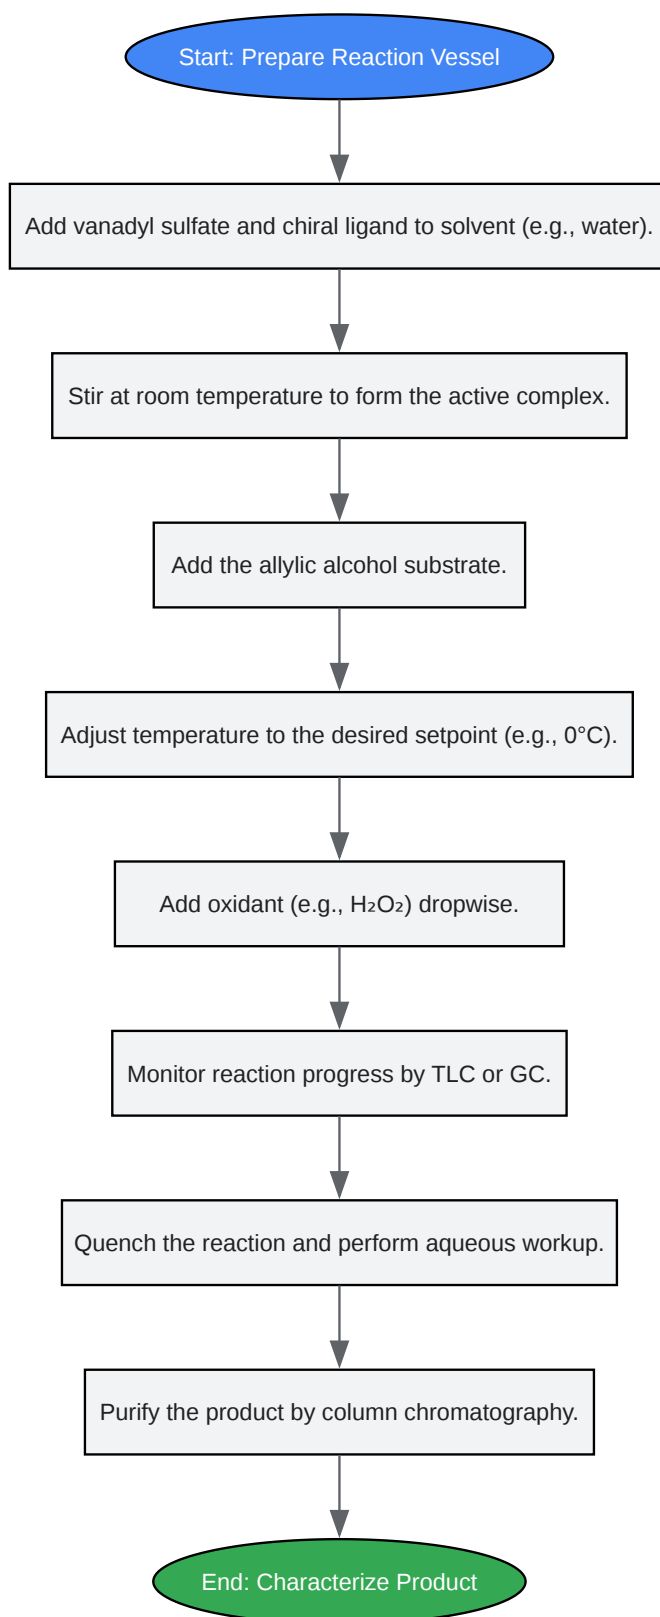 Start: Prepare Reaction Vessel
Add vanadyl sulfate and chiral ligand to solvent (e.g., water).
Stir at room temperature to form the active complex.
Add the allylic alcohol substrate.
Adjust temperature to the desired setpoint (e.g., 0°C).
Add oxidant (e.g., H₂O₂) dropwise.
Monitor reaction progress by TLC or GC.
Quench the reaction and perform aqueous workup.
Purify the product by column chromatography.
End: Characterize Product